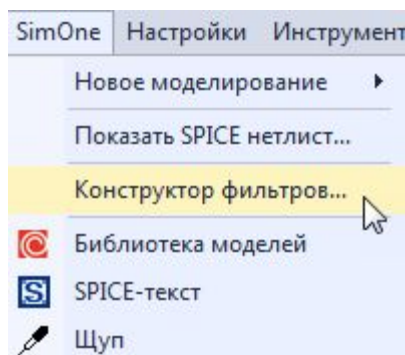 SimOne Настройки Инструмент
Новое моделирование
Показать SPICE нетлист...
Конструктор фильтров...
Библиотека моделей
S SPICE-текст
Щуп